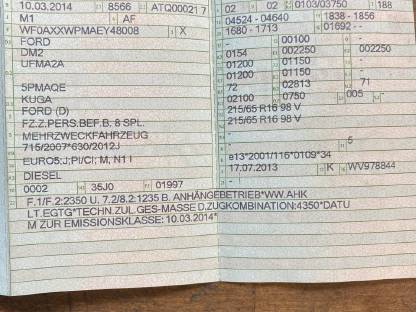 10.03.2014 8566 ATQ00021 7
M1 AF
WF0AXXWPMAEY48008 X
FORD
DM2
UFMA2A
5PMAQE
KUGA
FORD (D)
FZ.Z.PERS.BEF.B. 8 SPL.
MEHRZWECKFAHRZEUG
715/2007*630/2012J
EURO5;J;PI/CI; M, N1 I
DIESEL
0002 35J0 01997
02 02 0103/03750 188
04524 - 04640 1838 - 1856
1680 - 1713 01692 - -
- 00100 -
0154 002250 002250
01200 01150 -
01200 01150 -
72 02813 71
02100 0750 005 -
215/65 R16 98 V
215/65 R16 98 V
-
- 5
e13*2001/116*0109*34
17.07.2013 K WV978844
-
F.1/F.2:2350 U. 7.2/8.2:1235 B. ANHÄNGEBETRIEB*WW.AHK
LT.EGTG*TECHN.ZUL.GES-MASSE D.ZUGKOMBINATION:4350*DATU
M ZUR EMISSIONSKLASSE: 10.03.2014*